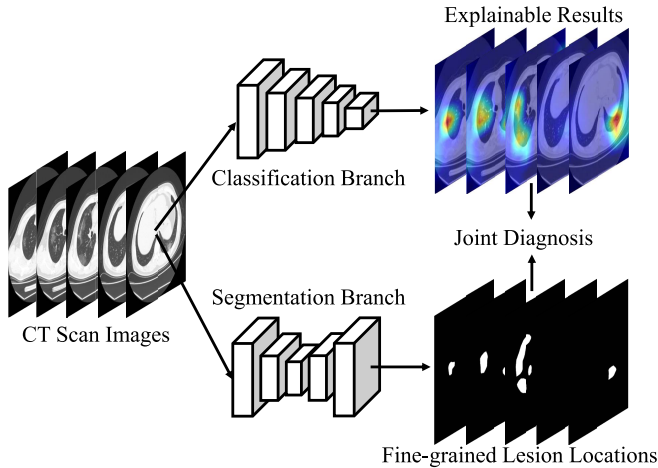 Explainable Results
Classification Branch
Joint Diagnosis
Segmentation Branch
CT Scan Images
Fine-grained Lesion Locations